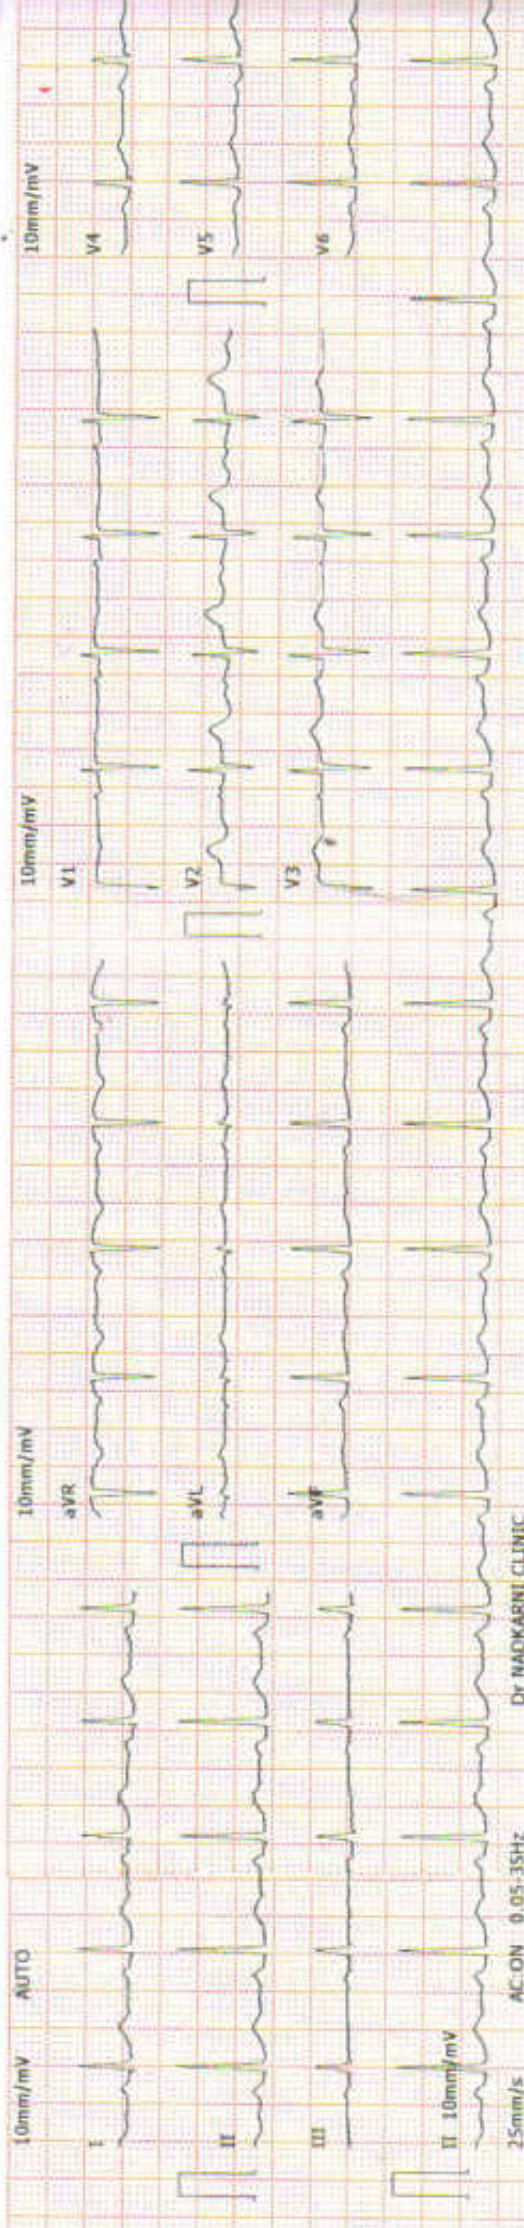 10mm/mV AUTO
I
II
III
II 10mm/mV
25mm/s AC ON 0.05-35Hz Dr NADKARNI CLINIC
10mm/mV
aVR
aVL
aVF
10mm/mV
V1
V2
V3
10mm/mV
V4
V5
V6